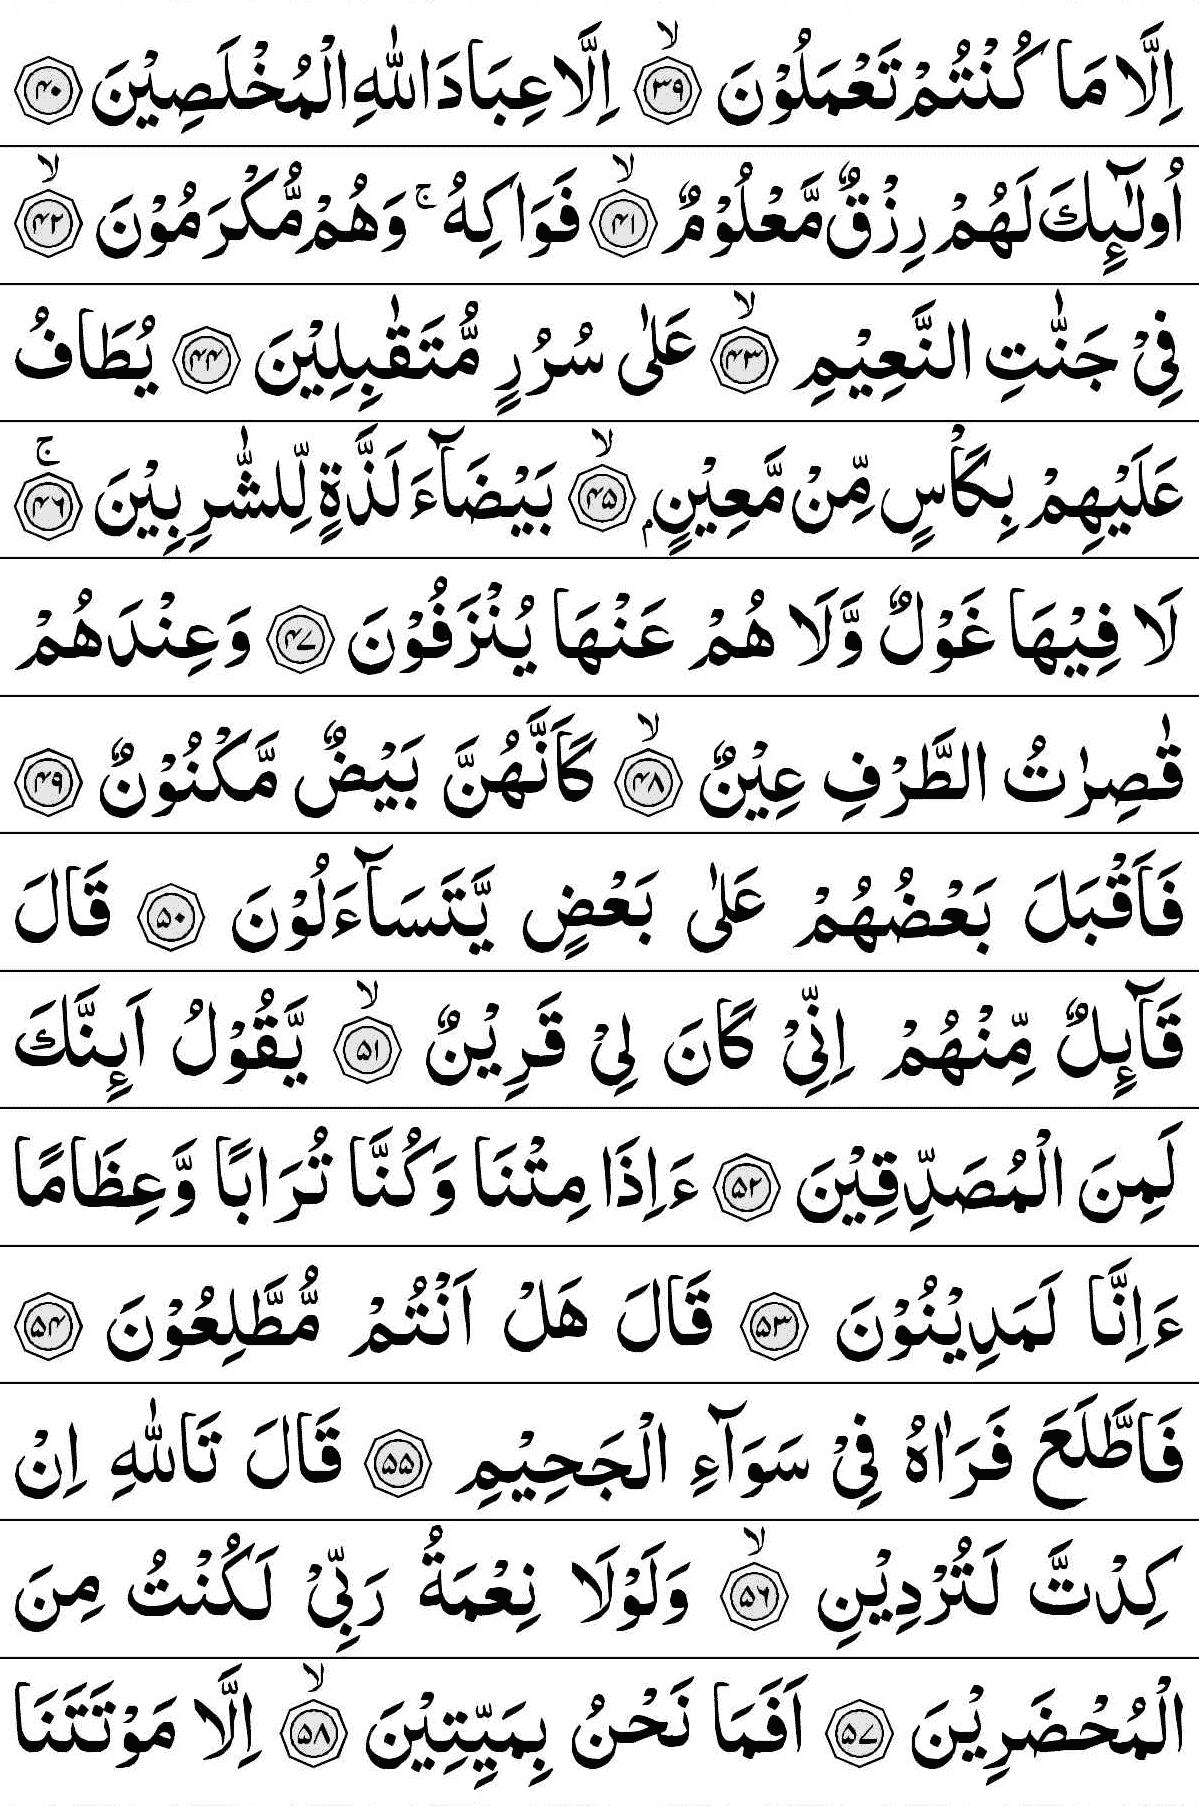 اِلَّا مَا كُنْتُمْ تَعْمَلُوْنَ ۙ﴿۳۹﴾ اِلَّا عِبَادَ اللّٰهِ الْمُخْلَصِيْنَ ﴿۴۰﴾
اُولٰٓئِكَ لَهُمْ رِزْقٌ مَّعْلُوْمٌ ۙ﴿۴۱﴾ فَوَاكِهُ ۚ وَهُمْ مُّكْرَمُوْنَ ۙ﴿۴۲﴾
فِيْ جَنّٰتِ النَّعِيْمِ ۙ﴿۴۳﴾ عَلٰى سُرُرٍ مُّتَقٰبِلِيْنَ ﴿۴۴﴾ يُطَافُ
عَلَيْهِمْ بِكَاْسٍ مِّنْ مَّعِيْنٍۭ ۙ﴿۴۵﴾ بَيْضَآءَ لَذَّةٍ لِّلشّٰرِبِيْنَ ۚ﴿۴۶﴾
لَا فِيْهَا غَوْلٌ وَّلَا هُمْ عَنْهَا يُنْزَفُوْنَ ﴿۴۷﴾ وَعِنْدَهُمْ
قٰصِرٰتُ الطَّرْفِ عِيْنٌ ۙ﴿۴۸﴾ كَاَنَّهُنَّ بَيْضٌ مَّكْنُوْنٌ ﴿۴۹﴾
فَاَقْبَلَ بَعْضُهُمْ عَلٰى بَعْضٍ يَّتَسَآءَلُوْنَ ﴿۵۰﴾ قَالَ
قَآئِلٌ مِّنْهُمْ اِنِّيْ كَانَ لِيْ قَرِيْنٌ ۙ﴿۵۱﴾ يَّقُوْلُ اَئِنَّكَ
لَمِنَ الْمُصَدِّقِيْنَ ﴿۵۲﴾ ءَاِذَا مِتْنَا وَكُنَّا تُرَابًا وَّعِظَامًا
ءَاِنَّا لَمَدِيْنُوْنَ ﴿۵۳﴾ قَالَ هَلْ اَنْتُمْ مُّطَّلِعُوْنَ ﴿۵۴﴾
فَاطَّلَعَ فَرَاٰهُ فِيْ سَوَآءِ الْجَحِيْمِ ﴿۵۵﴾ قَالَ تَاللّٰهِ اِنْ
كِدْتَّ لَتُرْدِيْنِ ۙ﴿۵۶﴾ وَلَوْلَا نِعْمَةُ رَبِّيْ لَكُنْتُ مِنَ
الْمُحْضَرِيْنَ ﴿۵۷﴾ اَفَمَا نَحْنُ بِمَيِّتِيْنَ ۙ﴿۵۸﴾ اِلَّا مَوْتَتَنَا